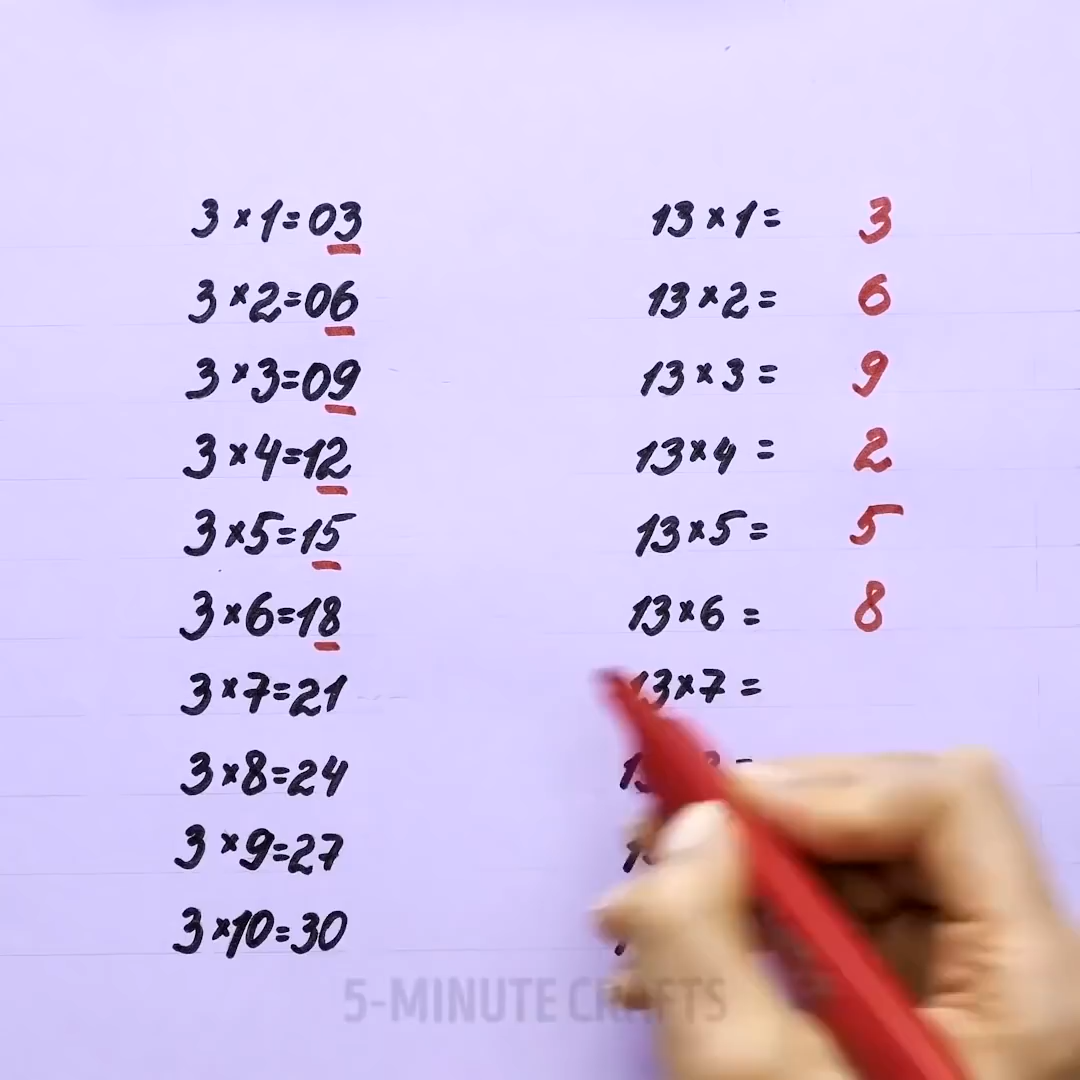 3×1=03 13×1= 3
3×2=06 13×2= 6
3×3=09 13×3= 9
3×4=12 13×4= 2
3×5=15 13×5= 5
3×6=18 13×6= 8
3×7=21 13×7=
3×8=24
3×9=27
3×10=30
5-MINUTE CRAFTS